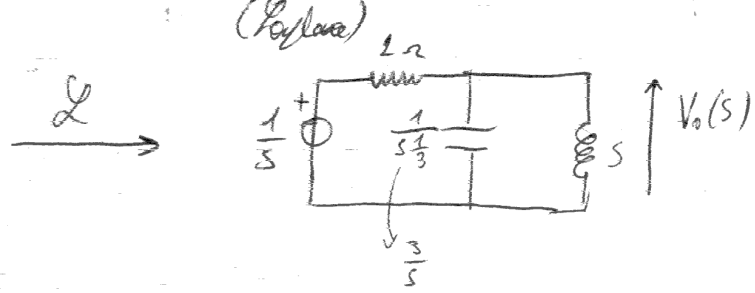 (Laplace)
1 Ω
ℒ
+
1/s
1/(s 1/3)
s
V₀(s)
3/s